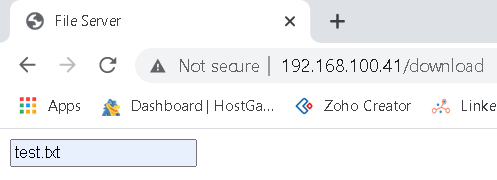 File Server
Not secure | 192.168.100.41/download
Apps Dashboard | HostGa... Zoho Creator Linke
test.txt